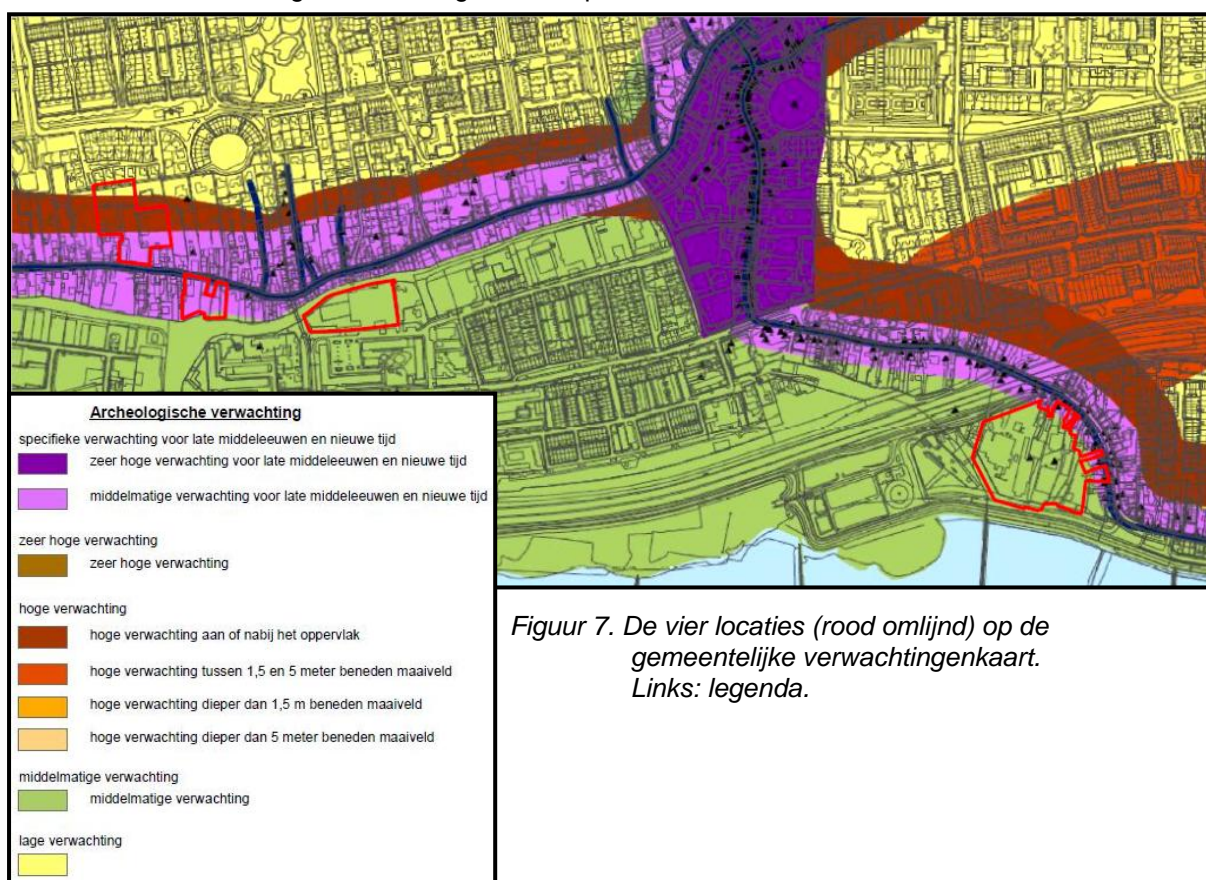 Archeologische verwachting
specifieke verwachting voor late middeleeuwen en nieuwe tijd
zeer hoge verwachting voor late middeleeuwen en nieuwe tijd
middelmatige verwachting voor late middeleeuwen en nieuwe tijd
zeer hoge verwachting
zeer hoge verwachting
hoge verwachting
hoge verwachting aan of nabij het oppervlak
hoge verwachting tussen 1,5 en 5 meter beneden maaiveld
hoge verwachting dieper dan 1,5 m beneden maaiveld
hoge verwachting dieper dan 5 meter beneden maaiveld
middelmatige verwachting
middelmatige verwachting
lage verwachting
Figuur 7. De vier locaties (rood omlijnd) op de
gemeentelijke verwachtingenkaart.
Links: legenda.